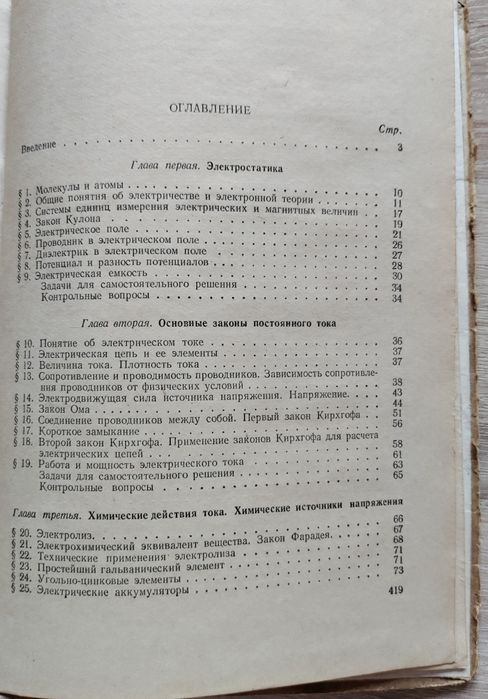 ОГЛАВЛЕНИЕ
Стр.
Введение . . . 3
Глава первая. Электростатика
§ 1. Молекулы и атомы . . . 10
§ 2. Общие понятия об электричестве и электронной теории . . . 11
§ 3. Системы единиц измерения электрических и магнитных величин . . 17
§ 4. Закон Кулона . . . 19
§ 5. Электрическое поле . . . 21
§ 6. Проводник в электрическом поле . . . 26
§ 7. Диэлектрик в электрическом поле . . . 27
§ 8. Потенциал и разность потенциалов . . . 28
§ 9. Электрическая емкость . . . 30
Задачи для самостоятельного решения . . . 34
Контрольные вопросы . . . 34
Глава вторая. Основные законы постоянного тока
§ 10. Понятие об электрическом токе . . . 36
§ 11. Электрическая цепь и ее элементы . . . 37
§ 12. Величина тока. Плотность тока . . . 37
§ 13. Сопротивление и проводимость проводников. Зависимость сопротивле-
ния проводников от физических условий . . . 38
§ 14. Электродвижущая сила источника напряжения. Напряжение. . . 43
§ 15. Закон Ома . . . 44
§ 16. Соединение проводников между собой. Первый закон Кирхгофа . . 51
§ 17. Короткое замыкание . . . 56
§ 18. Второй закон Кирхгофа. Применение законов Кирхгофа для расчета
электрических цепей . . . 58
§ 19. Работа и мощность электрического тока . . . 61
Задачи для самостоятельного решения . . . 63
Контрольные вопросы . . . 65
Глава третья. Химические действия тока. Химические источники напряжения
§ 20. Электролиз. . . . 66
§ 21. Электрохимический эквивалент вещества. Закон Фарадея. . . 67
§ 22. Технические применения электролиза . . . 68
§ 23. Простейший гальванический элемент . . . 71
§ 24. Угольно-цинковые элементы . . . 71
§ 25. Электрические аккумуляторы . . . 73
419